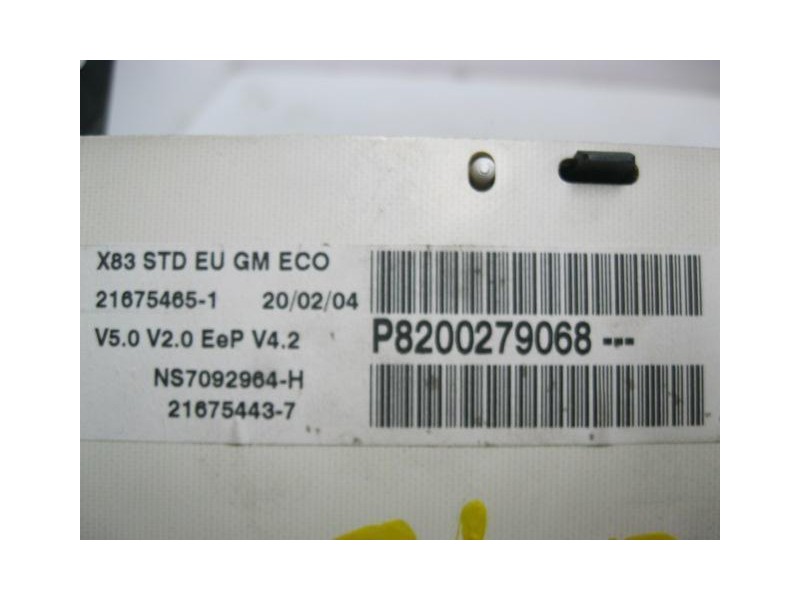 X83 STD EU GM ECO
21675465-1 20/02/04
V5.0 V2.0 EeP V4.2
P8200279068---
NS7092964-H
21675443-7